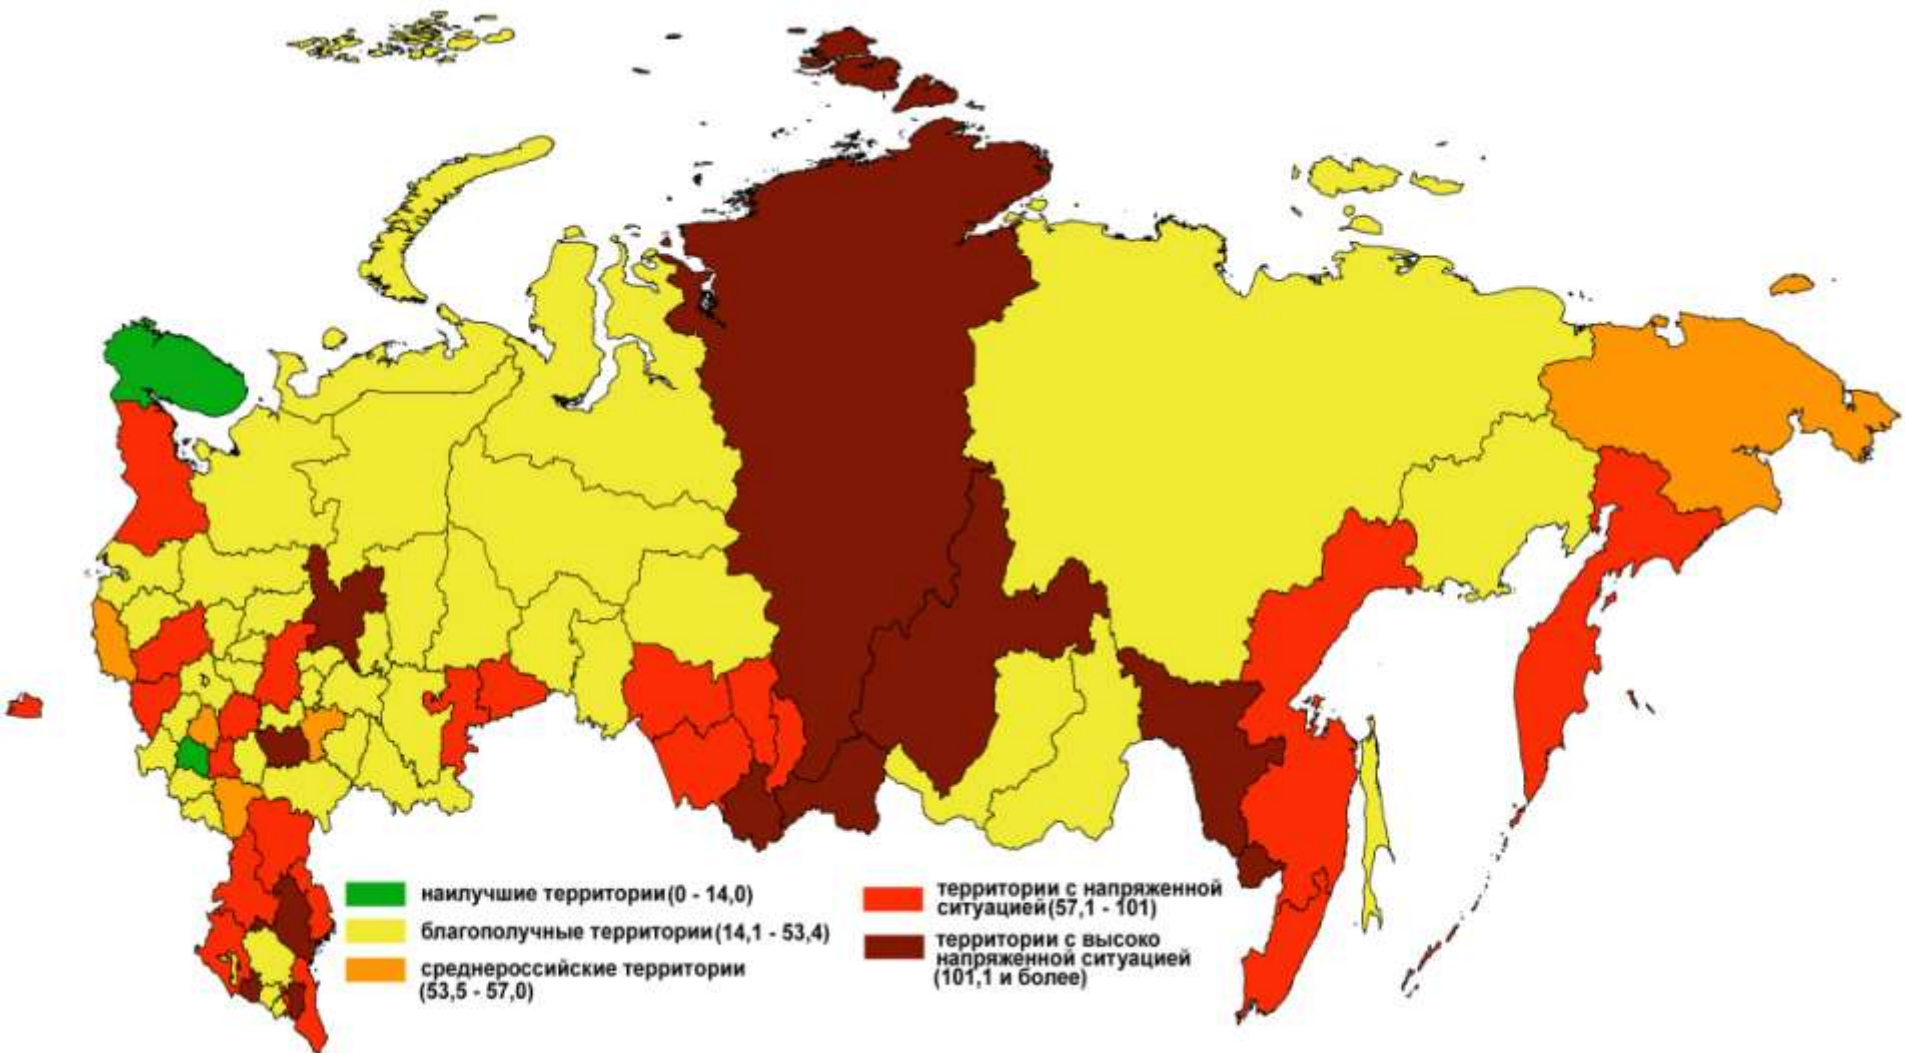 наилучшие территории(0 - 14,0)
благополучные территории(14,1 - 53,4)
среднероссийские территории
(53,5 - 57,0)
территории с напряженной
ситуацией(57,1 - 101)
территории с высоко
напряженной ситуацией
(101,1 и более)